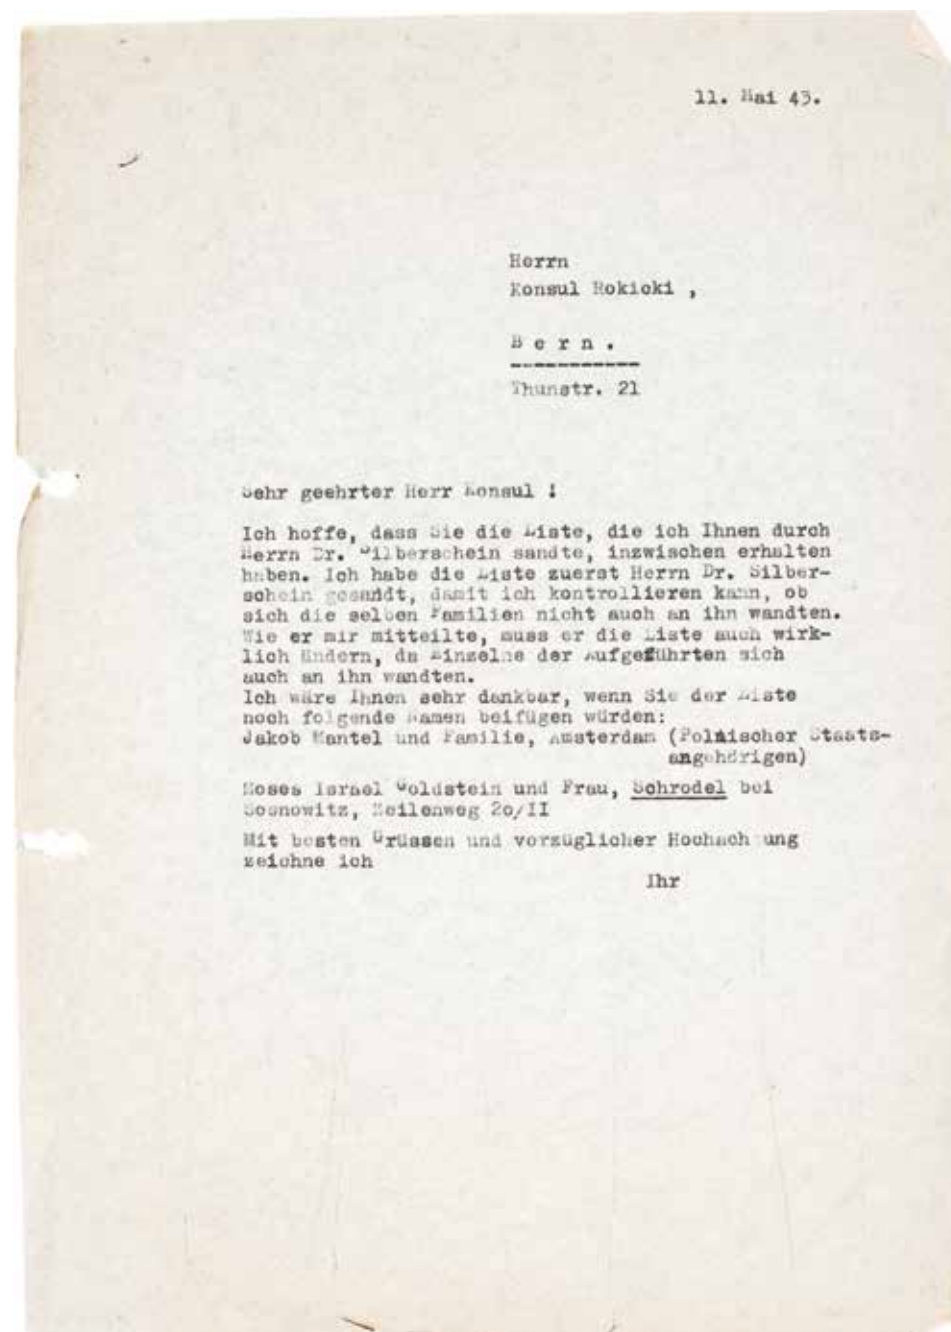 11. Mai 43.
Herrn
Konsul Rokicki ,
B e r n .
-----------
Thunstr. 21
Sehr geehrter Herr Konsul !
Ich hoffe, dass Sie die Liste, die ich Ihnen durch
Herrn Dr. Silberschein sandte, inzwischen erhalten
haben. Ich habe die Liste zuerst Herrn Dr. Silber-
schein gesandt, damit ich kontrollieren kann, ob
sich die selben Familien nicht auch an ihn wandten.
Wie er mir mitteilte, muss er die Liste auch wirk-
lich ändern, da Einzelne der Aufgeführten sich
auch an ihn wandten.
Ich wäre Ihnen sehr dankbar, wenn Sie der Liste
noch folgende Namen beifügen würden:
Jakob Mantel und Familie, Amsterdam (Polnischer Staats-
angehörigen)
Moses Israel Goldstein und Frau, Schrodel bei
Sosnowitz, Meilenweg 2o/II
Mit besten Grüssen und vorzüglicher Hochachtung
zeichne ich
Ihr